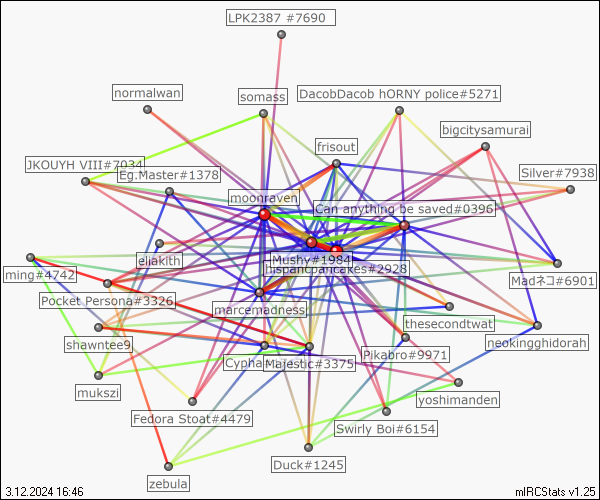 LPK2387 #7690
normalwan
somass
DacobDacob hORNY police#5271
bigcitysamurai
frisout
JKOUYH VIII#7034
Eg.Master#1378
Silver#7938
moonraven
Can anything be saved#0396
eliakith
Mushy#1984
hispanicpancakes#2928
ming#4742
Madネコ#6901
Pocket Persona#3326
marcemadness
thesecondtwat
shawntee9
neokingghidorah
Majestic#3375
Pikabro#9971
mukszi
yoshimanden
Fedora Stoat#4479
Swirly Boi#6154
Duck#1245
zebula
3.12.2024 16:46
mIRCStats v1.25